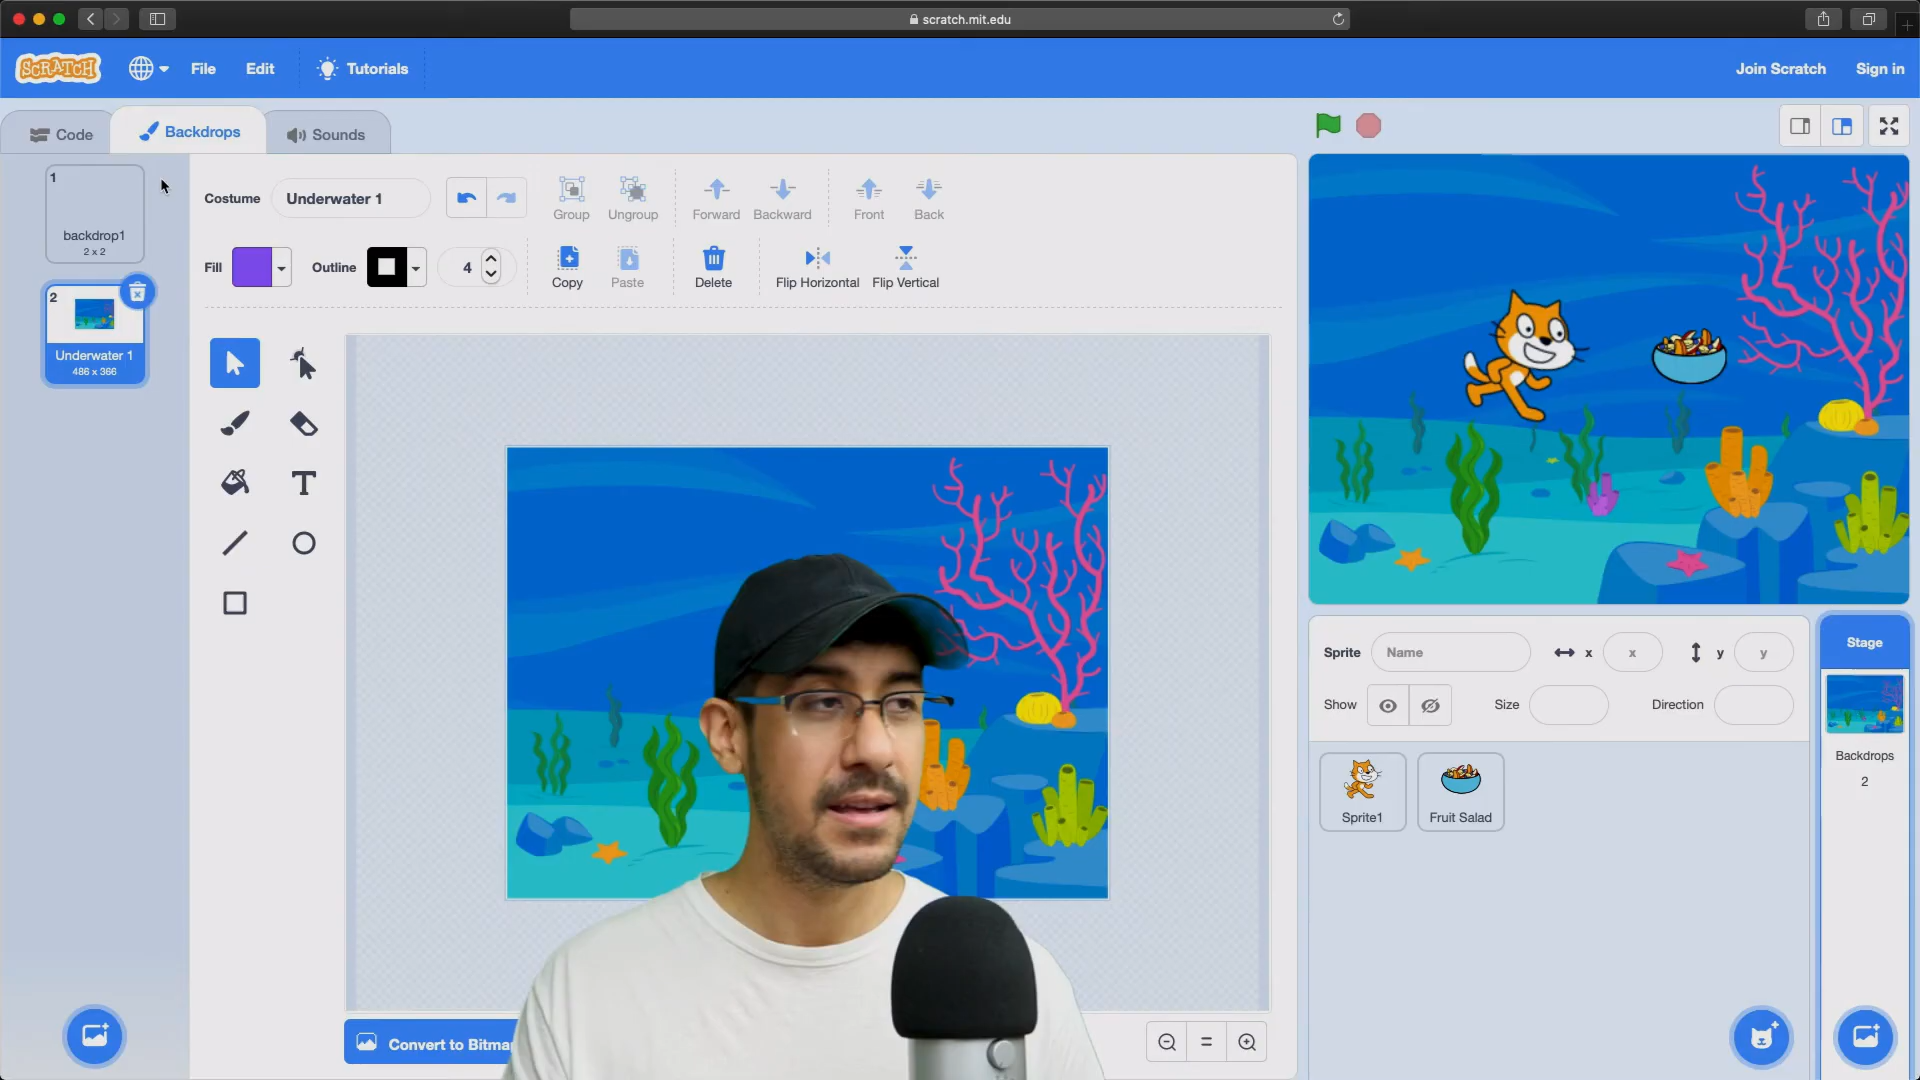 scratch.mit.edu
SCRATCH
File
Edit
Tutorials
Join Scratch
Sign in
Code
Backdrops
Sounds
1
backdrop1
2 x 2
2
Underwater 1
486 x 366
Costume
Underwater 1
Group
Ungroup
Forward
Backward
Front
Back
Fill
Outline
4
Copy
Paste
Delete
Flip Horizontal
Flip Vertical
Convert to Bitma
Sprite
Name
x
x
y
y
Show
Size
Direction
Sprite1
Fruit Salad
Stage
Backdrops
2